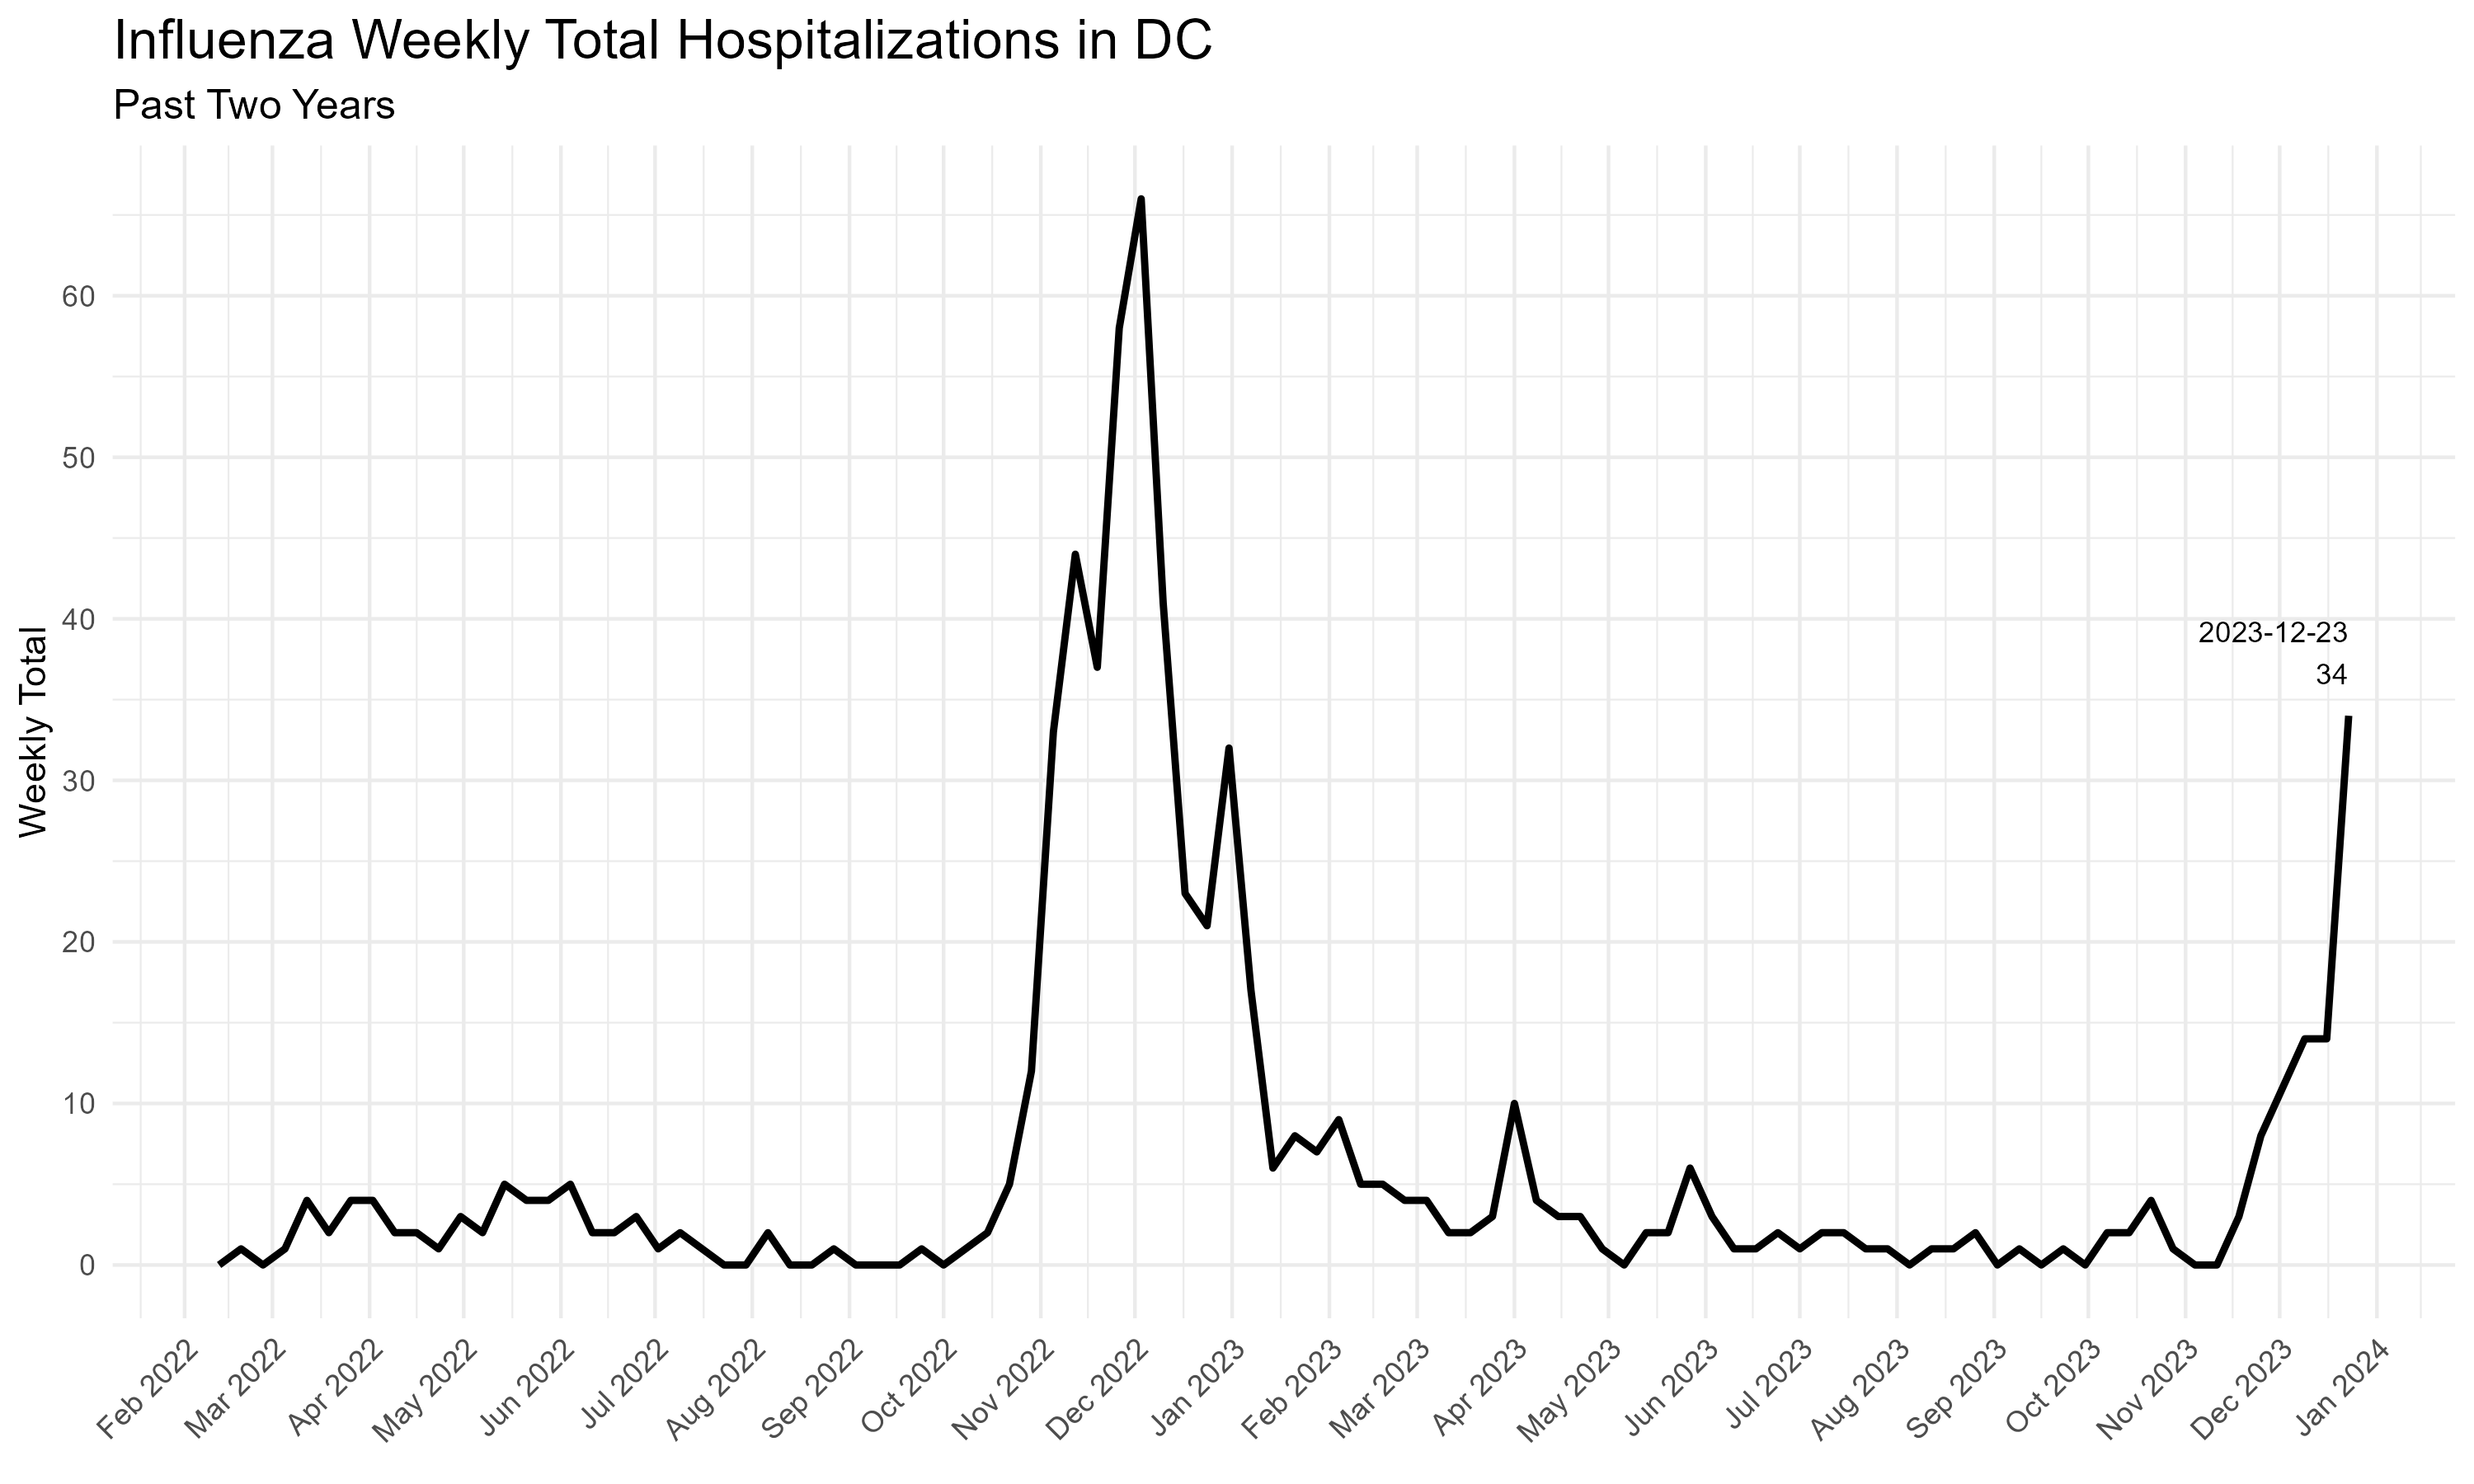 Influenza Weekly Total Hospitalizations in DC
Past Two Years
Weekly Total
60
50
40
30
20
10
0
2023-12-23
34
Feb 2022
Mar 2022
Apr 2022
May 2022
Jun 2022
Jul 2022
Aug 2022
Sep 2022
Oct 2022
Nov 2022
Dec 2022
Jan 2023
Feb 2023
Mar 2023
Apr 2023
May 2023
Jun 2023
Jul 2023
Aug 2023
Sep 2023
Oct 2023
Nov 2023
Dec 2023
Jan 2024